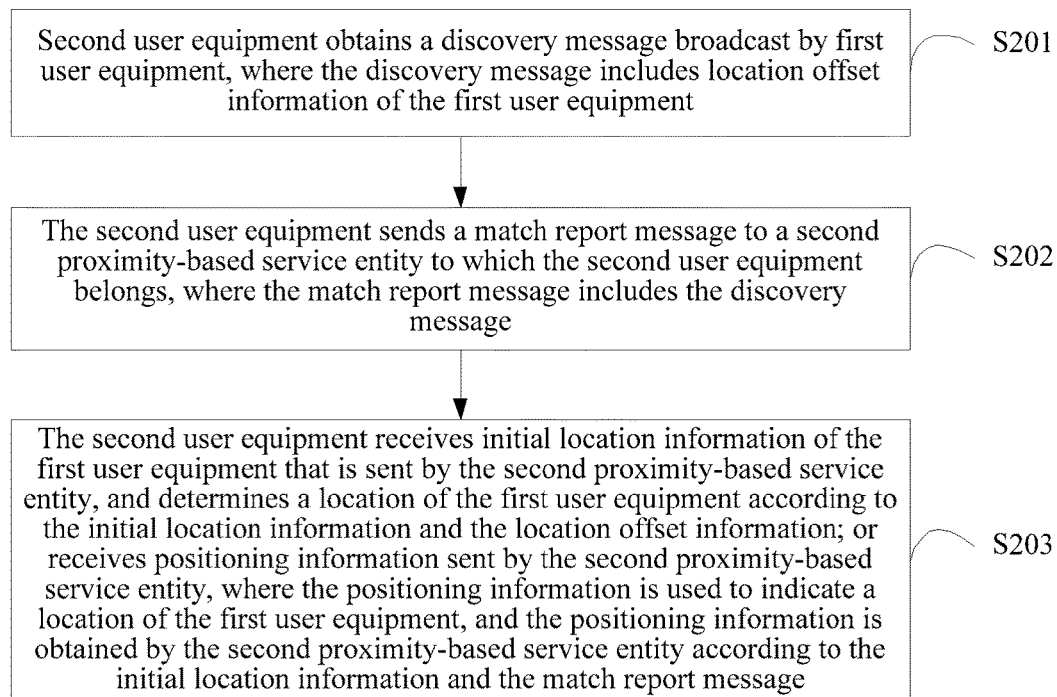 Second user equipment obtains a discovery message broadcast by first
user equipment, where the discovery message includes location offset
information of the first user equipment
S201
The second user equipment sends a match report message to a second
proximity-based service entity to which the second user equipment
belongs, where the match report message includes the discovery
message
S202
The second user equipment receives initial location information of the
first user equipment that is sent by the second proximity-based service
entity, and determines a location of the first user equipment according to
the initial location information and the location offset information; or
receives positioning information sent by the second proximity-based
service entity, where the positioning information is used to indicate a
location of the first user equipment, and the positioning information is
obtained by the second proximity-based service entity according to the
initial location information and the match report message
S203